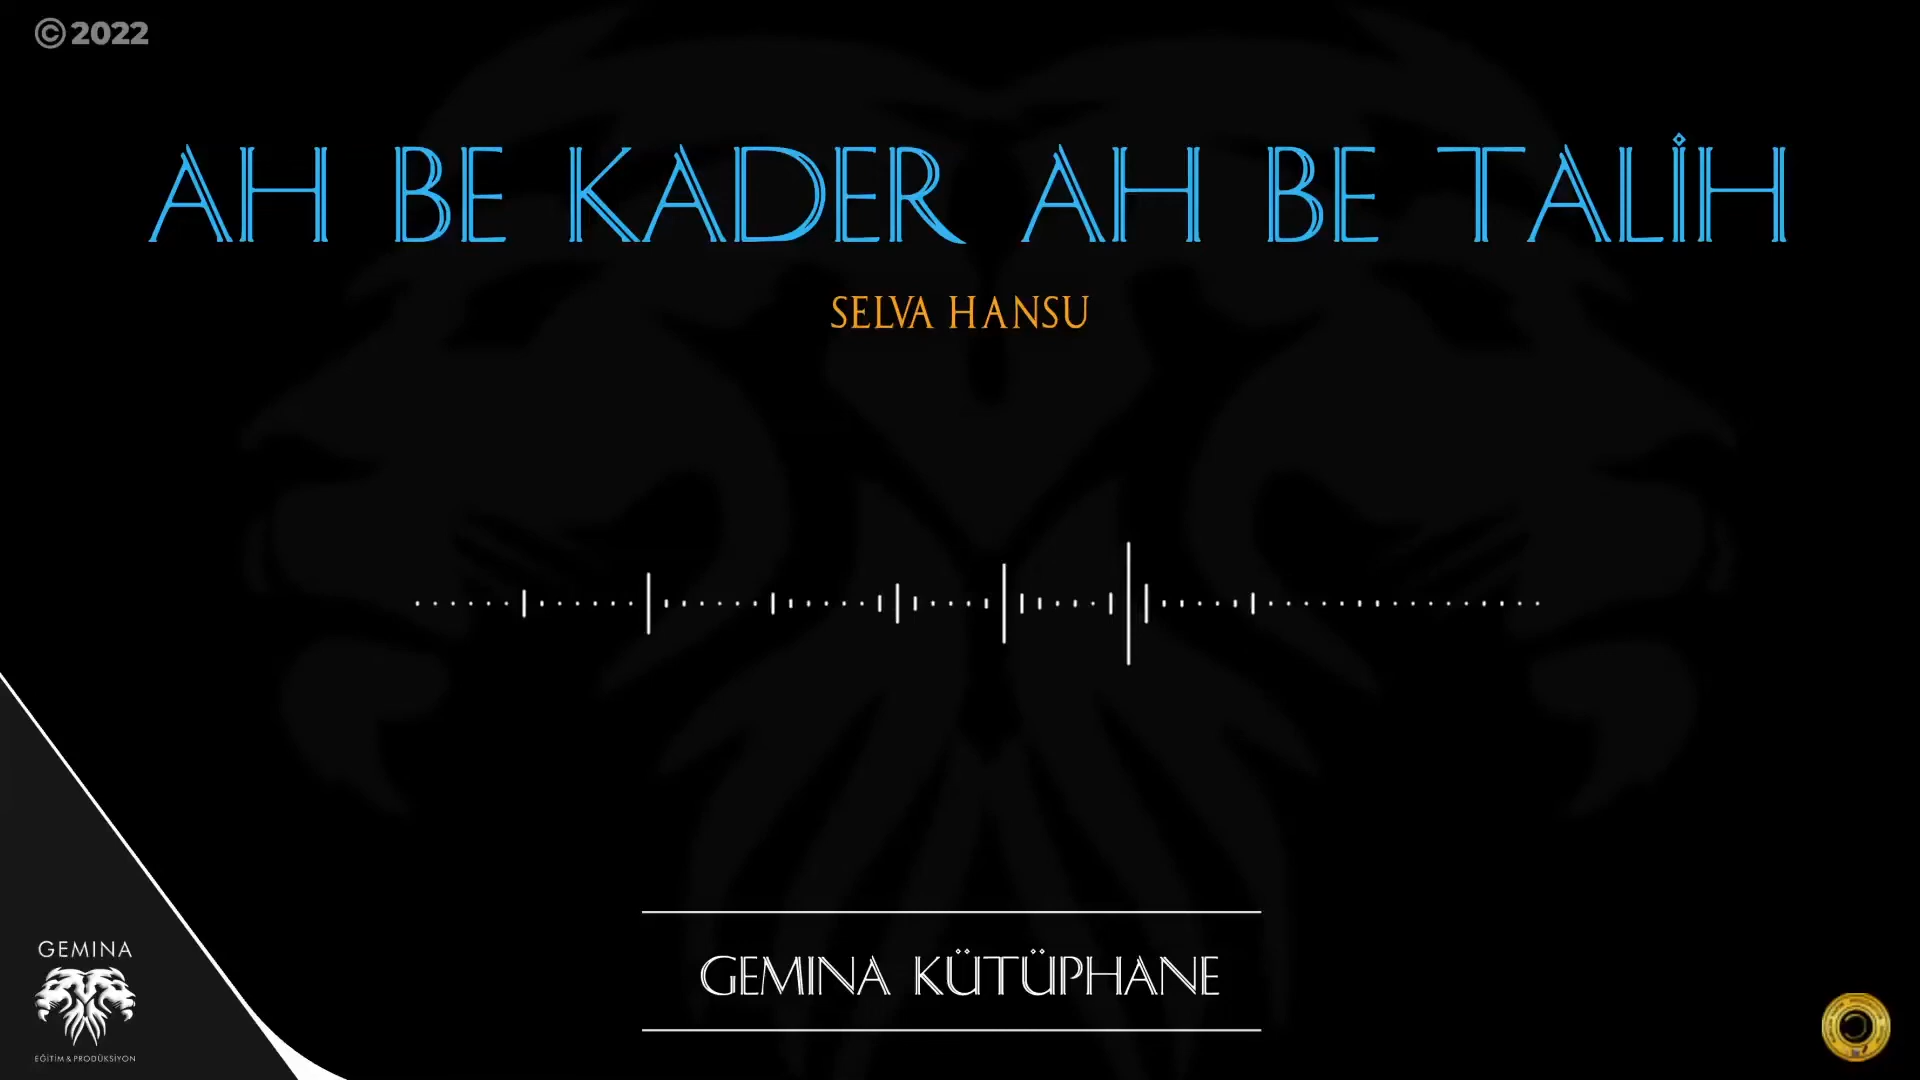 © 2022
AH BE KADER AH BE TALİH
SELVA HANSU
GEMINA KÜTÜPHANE
GEMINA
EĞİTİM & PRODÜKSİYON